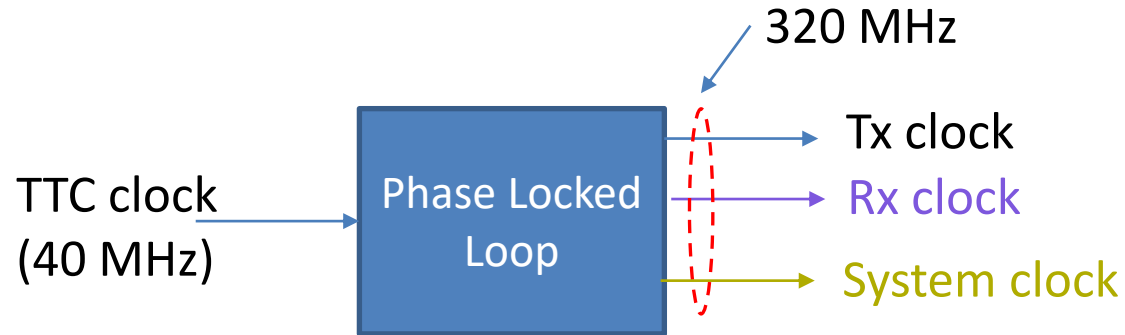 320 MHz
Tx clock
TTC clock
(40 MHz)
Phase Locked
Loop
Rx clock
System clock